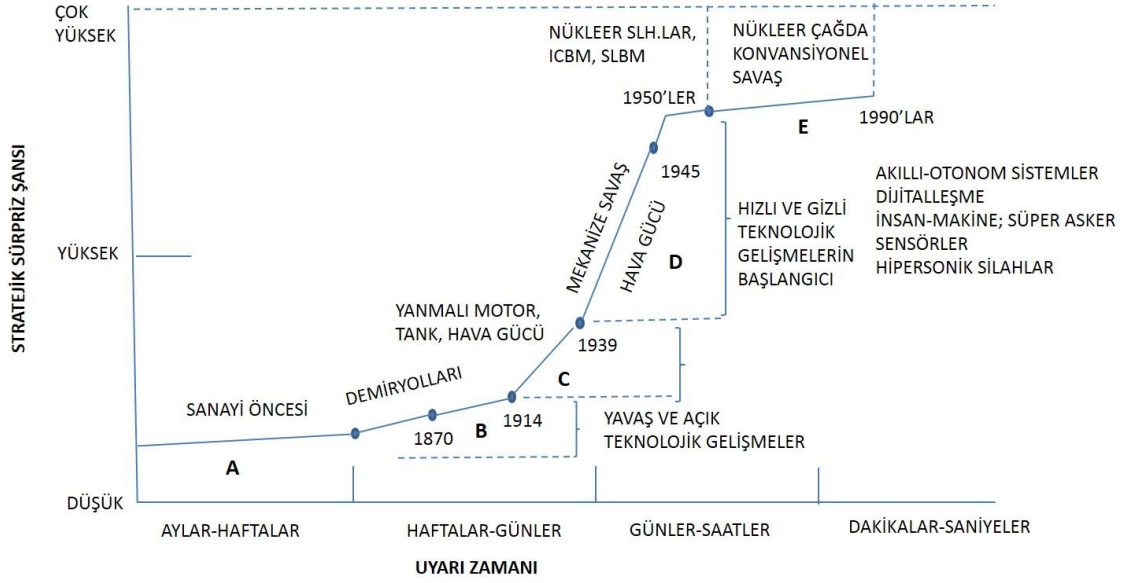 ÇOK
YÜKSEK
NÜKLEER SLH.LAR,
ICBM, SLBM
NÜKLEER ÇAĞDA
KONVANSİYONEL
SAVAŞ
1950’LER
E
1990’LAR
STRATEJİK SÜRPRİZ ŞANSI
MEKANİZE SAVAŞ
HAVA GÜCÜ
1945
D
HIZLI VE GİZLİ
TEKNOLOJİK
GELİŞMELERİN
BAŞLANGICI
AKILLI-OTONOM SİSTEMLER
DİJİTALLEŞME
İNSAN-MAKİNE; SÜPER ASKER
SENSÖRLER
HİPERSONİK SİLAHLAR
YÜKSEK
YANMALI MOTOR,
TANK, HAVA GÜCÜ
1939
C
DEMİRYOLLARI
SANAYİ ÖNCESİ
1870
B
1914
YAVAŞ VE AÇIK
TEKNOLOJİK GELİŞMELER
A
DÜŞÜK
AYLAR-HAFTALAR
HAFTALAR-GÜNLER
GÜNLER-SAATLER
DAKİKALAR-SANİYELER
UYARI ZAMANI